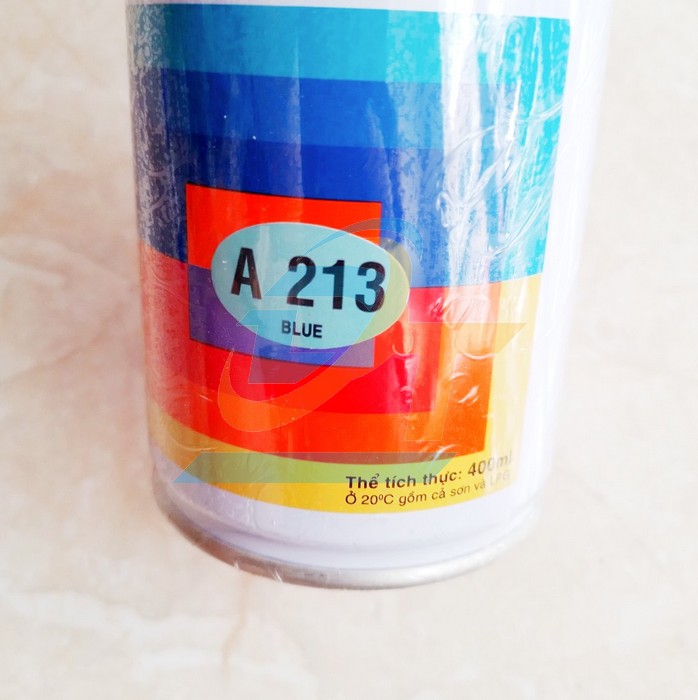 A 213
BLUE
Thể tích thực: 400ml
Ở 20ºC gồm cả sơn và LPG